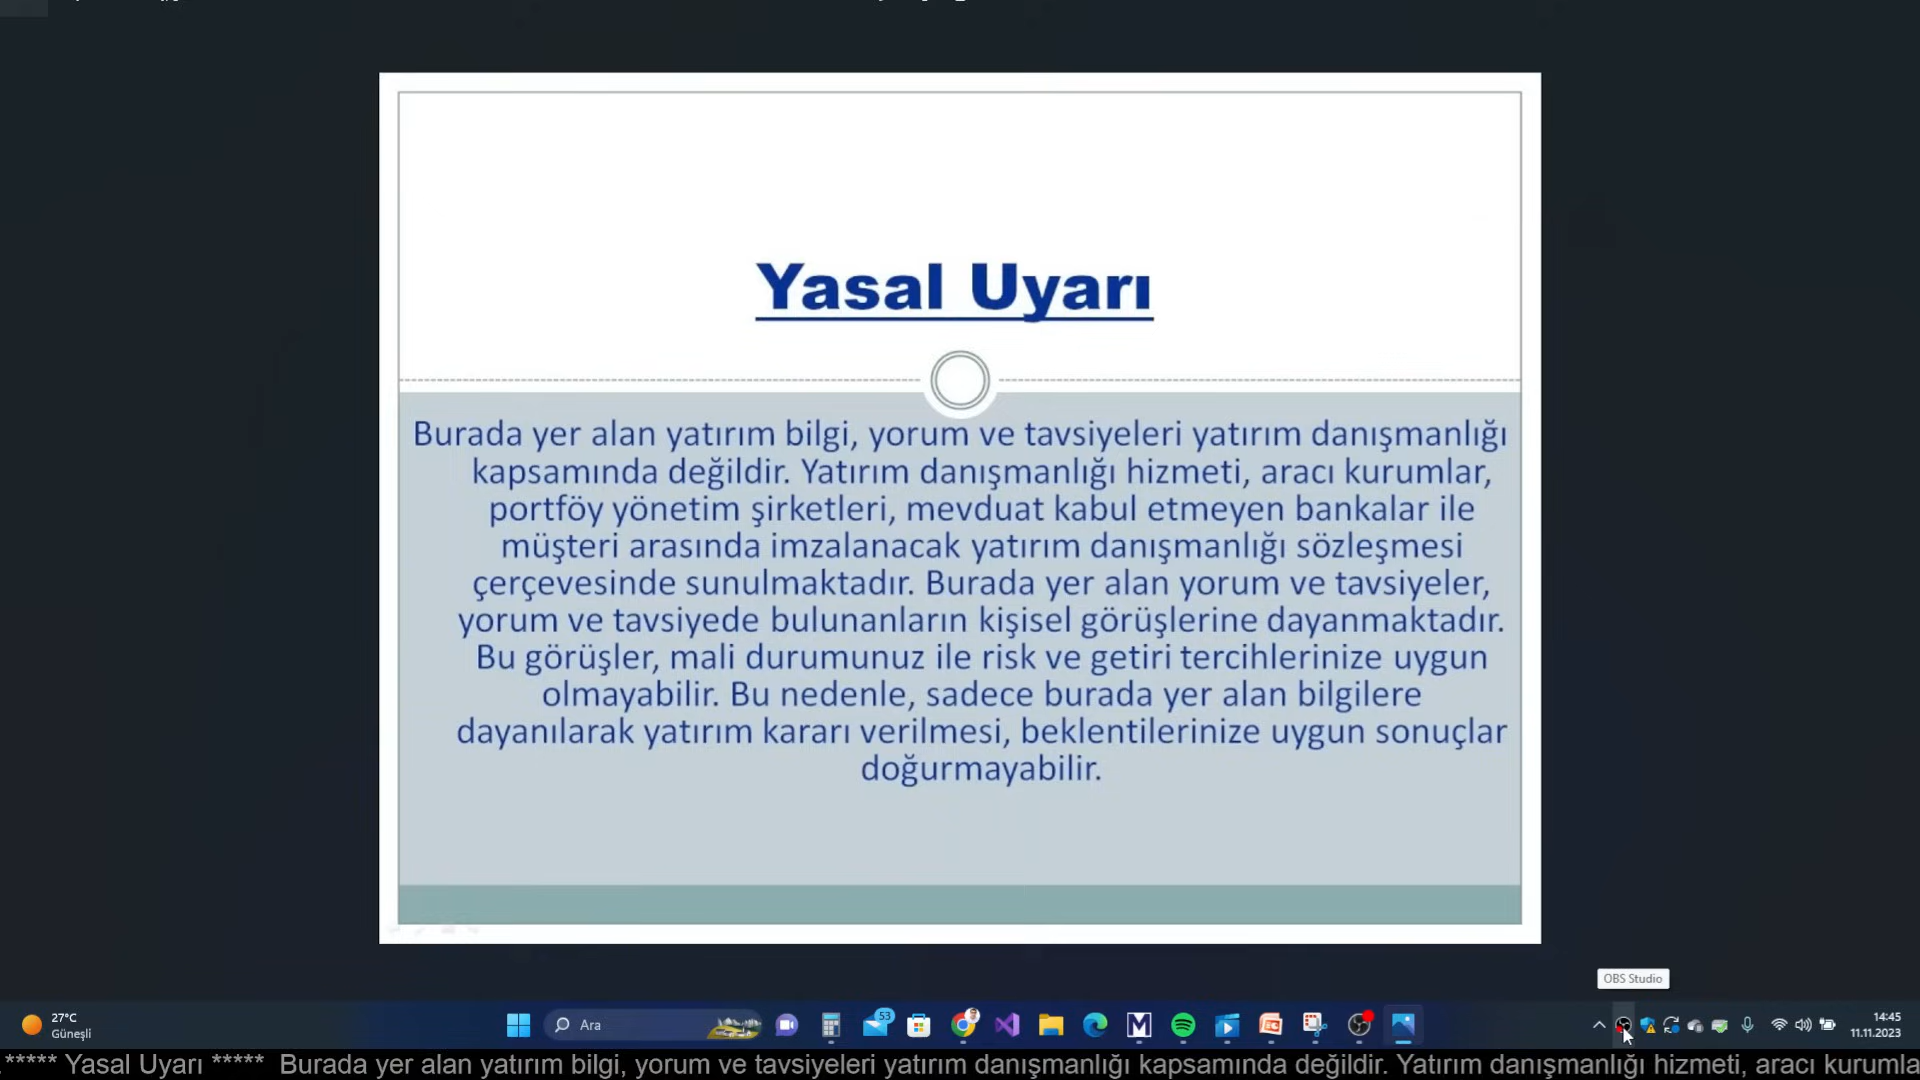 Yasal Uyarı
Burada yer alan yatırım bilgi, yorum ve tavsiyeleri yatırım danışmanlığı
kapsamında değildir. Yatırım danışmanlığı hizmeti, aracı kurumlar,
portföy yönetim şirketleri, mevduat kabul etmeyen bankalar ile
müşteri arasında imzalanacak yatırım danışmanlığı sözleşmesi
çerçevesinde sunulmaktadır. Burada yer alan yorum ve tavsiyeler,
yorum ve tavsiyede bulunanların kişisel görüşlerine dayanmaktadır.
Bu görüşler, mali durumunuz ile risk ve getiri tercihlerinize uygun
olmayabilir. Bu nedenle, sadece burada yer alan bilgilere
dayanılarak yatırım kararı verilmesi, beklentilerinize uygun sonuçlar
doğurmayabilir.
OBS Studio
27°C
Güneşli
Ara
53
14:45
11.11.2023
***** Yasal Uyarı ***** Burada yer alan yatırım bilgi, yorum ve tavsiyeleri yatırım danışmanlığı kapsamında değildir. Yatırım danışmanlığı hizmeti, aracı kurumla